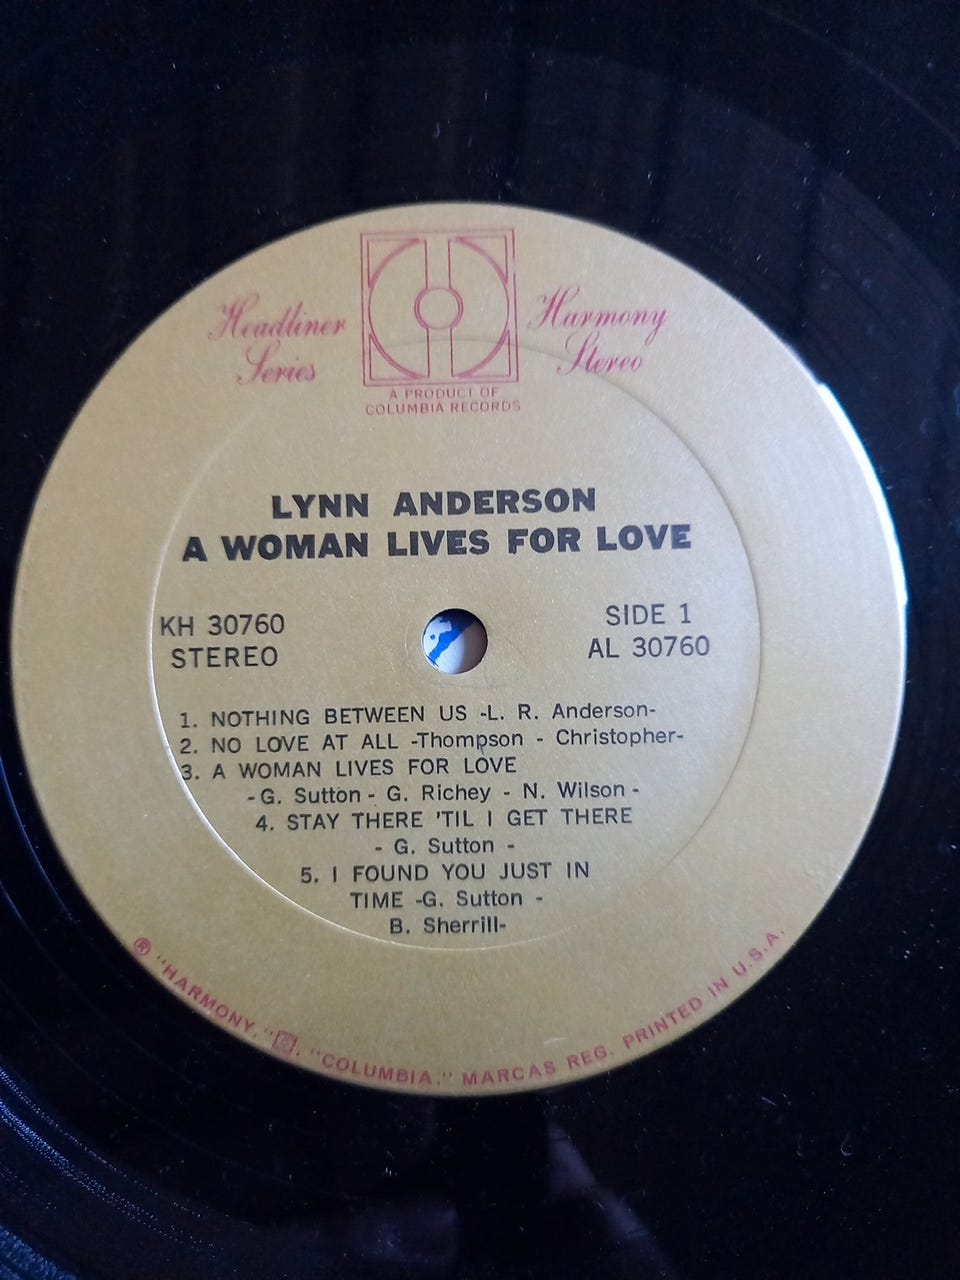 Headliner Series
Harmony Stereo
A PRODUCT OF
COLUMBIA RECORDS
LYNN ANDERSON
A WOMAN LIVES FOR LOVE
KH 30760
STEREO
SIDE 1
AL 30760
1. NOTHING BETWEEN US -L. R. Anderson-
2. NO LOVE AT ALL -Thompson - Christopher-
3. A WOMAN LIVES FOR LOVE
-G. Sutton - G. Richey - N. Wilson -
4. STAY THERE 'TIL I GET THERE
- G. Sutton -
5. I FOUND YOU JUST IN
TIME -G. Sutton -
B. Sherrill-
® "HARMONY," "COLUMBIA," MARCAS REG. PRINTED IN U.S.A.